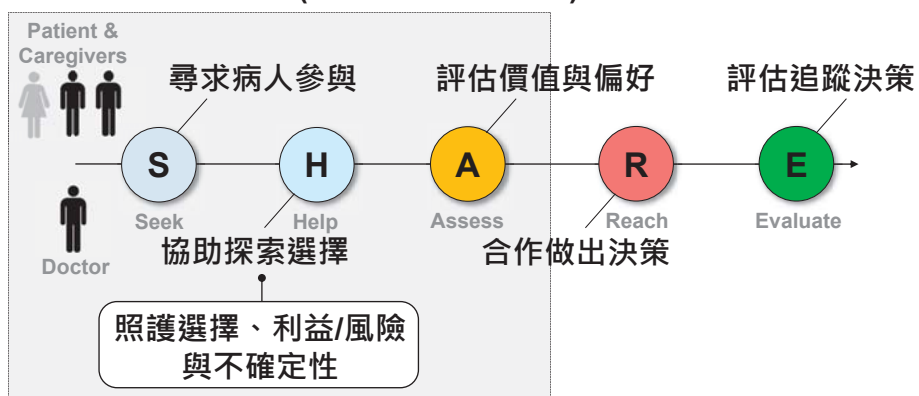 Patient &
Caregivers
尋求病人參與
評估價值與偏好
評估追蹤決策
S
H
A
R
E
Seek
Help
Assess
Reach
Evaluate
Doctor
協助探索選擇
合作做出決策
照護選擇、利益/風險
與不確定性